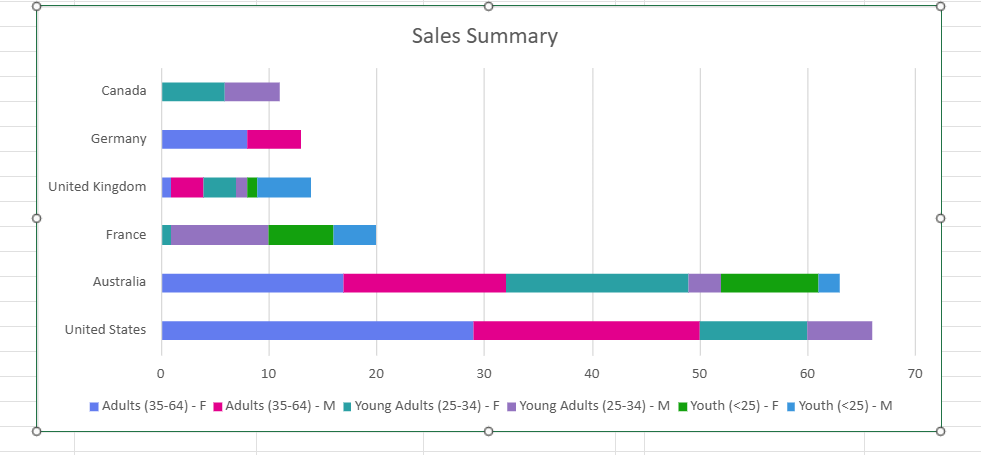 Sales Summary
Canada
Germany
United Kingdom
France
Australia
United States
0 10 20 30 40 50 60 70
Adults (35-64) - F Adults (35-64) - M Young Adults (25-34) - F Young Adults (25-34) - M Youth (<25) - F Youth (<25) - M